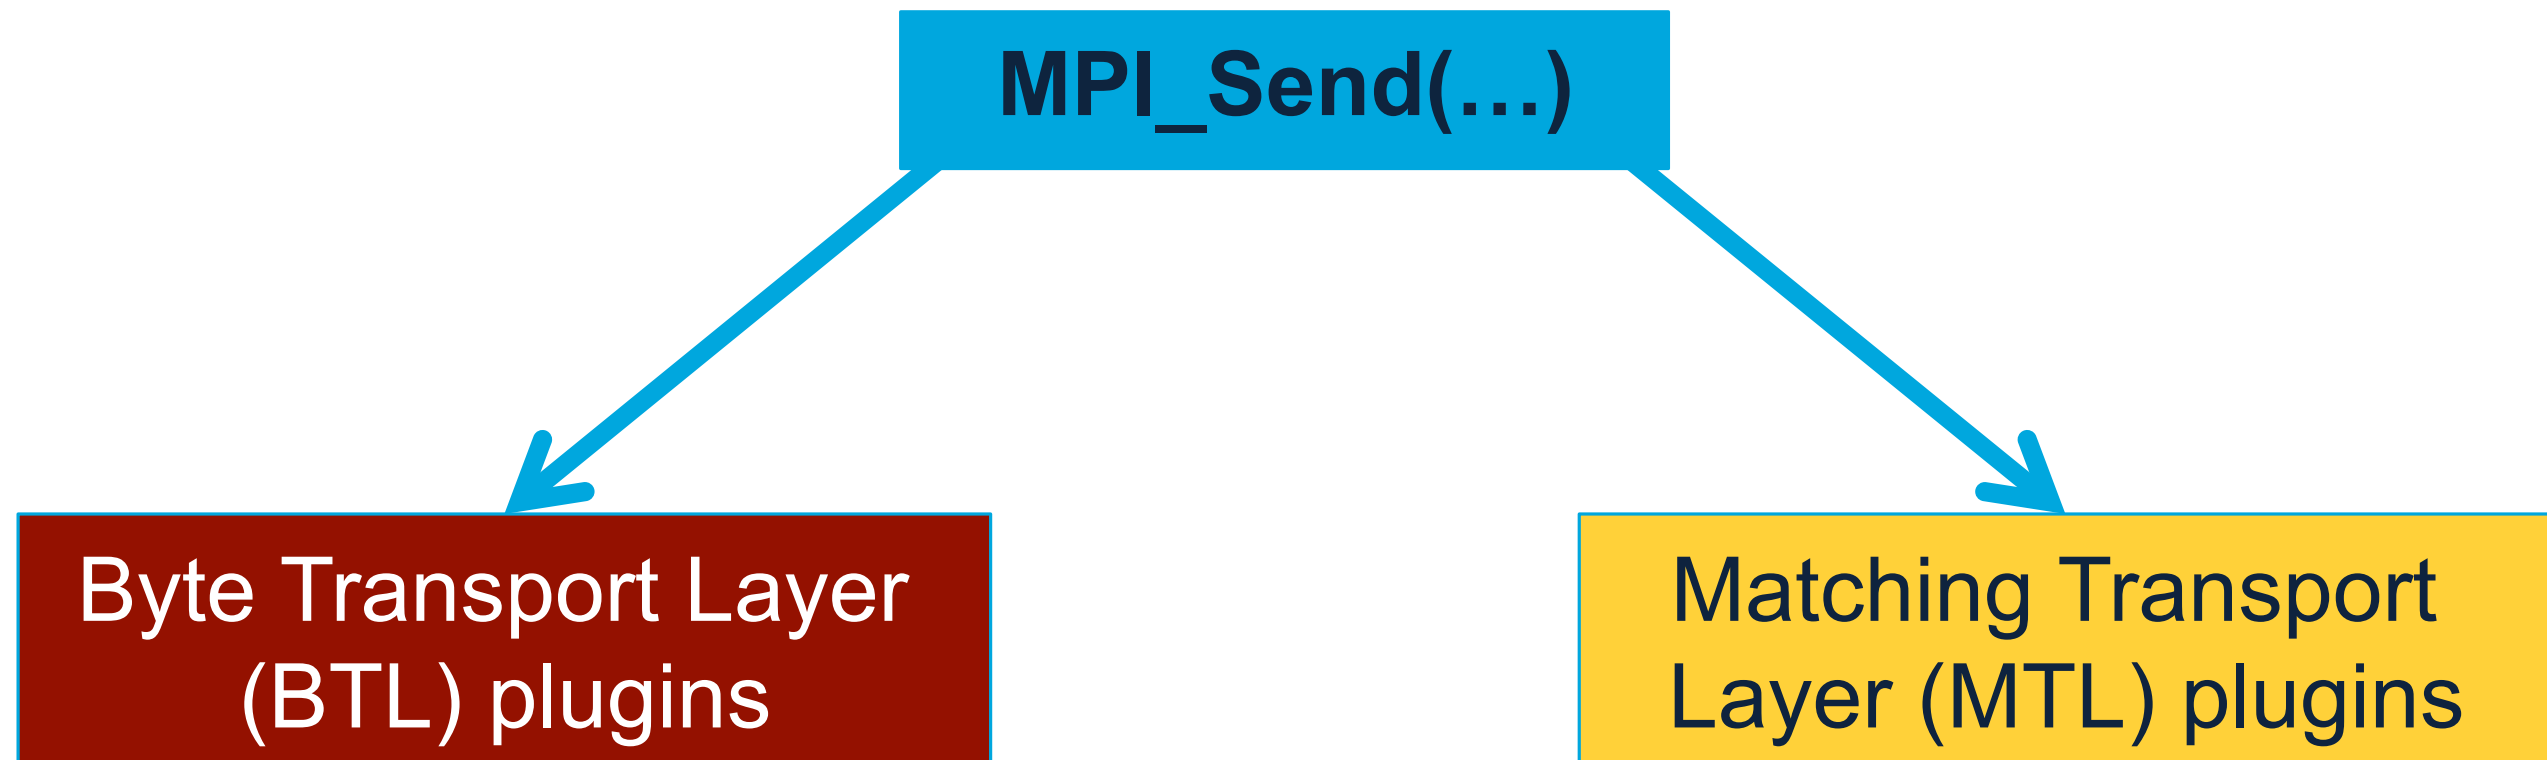 MPI_Send(…)
Byte Transport Layer
(BTL) plugins
Matching Transport
Layer (MTL) plugins